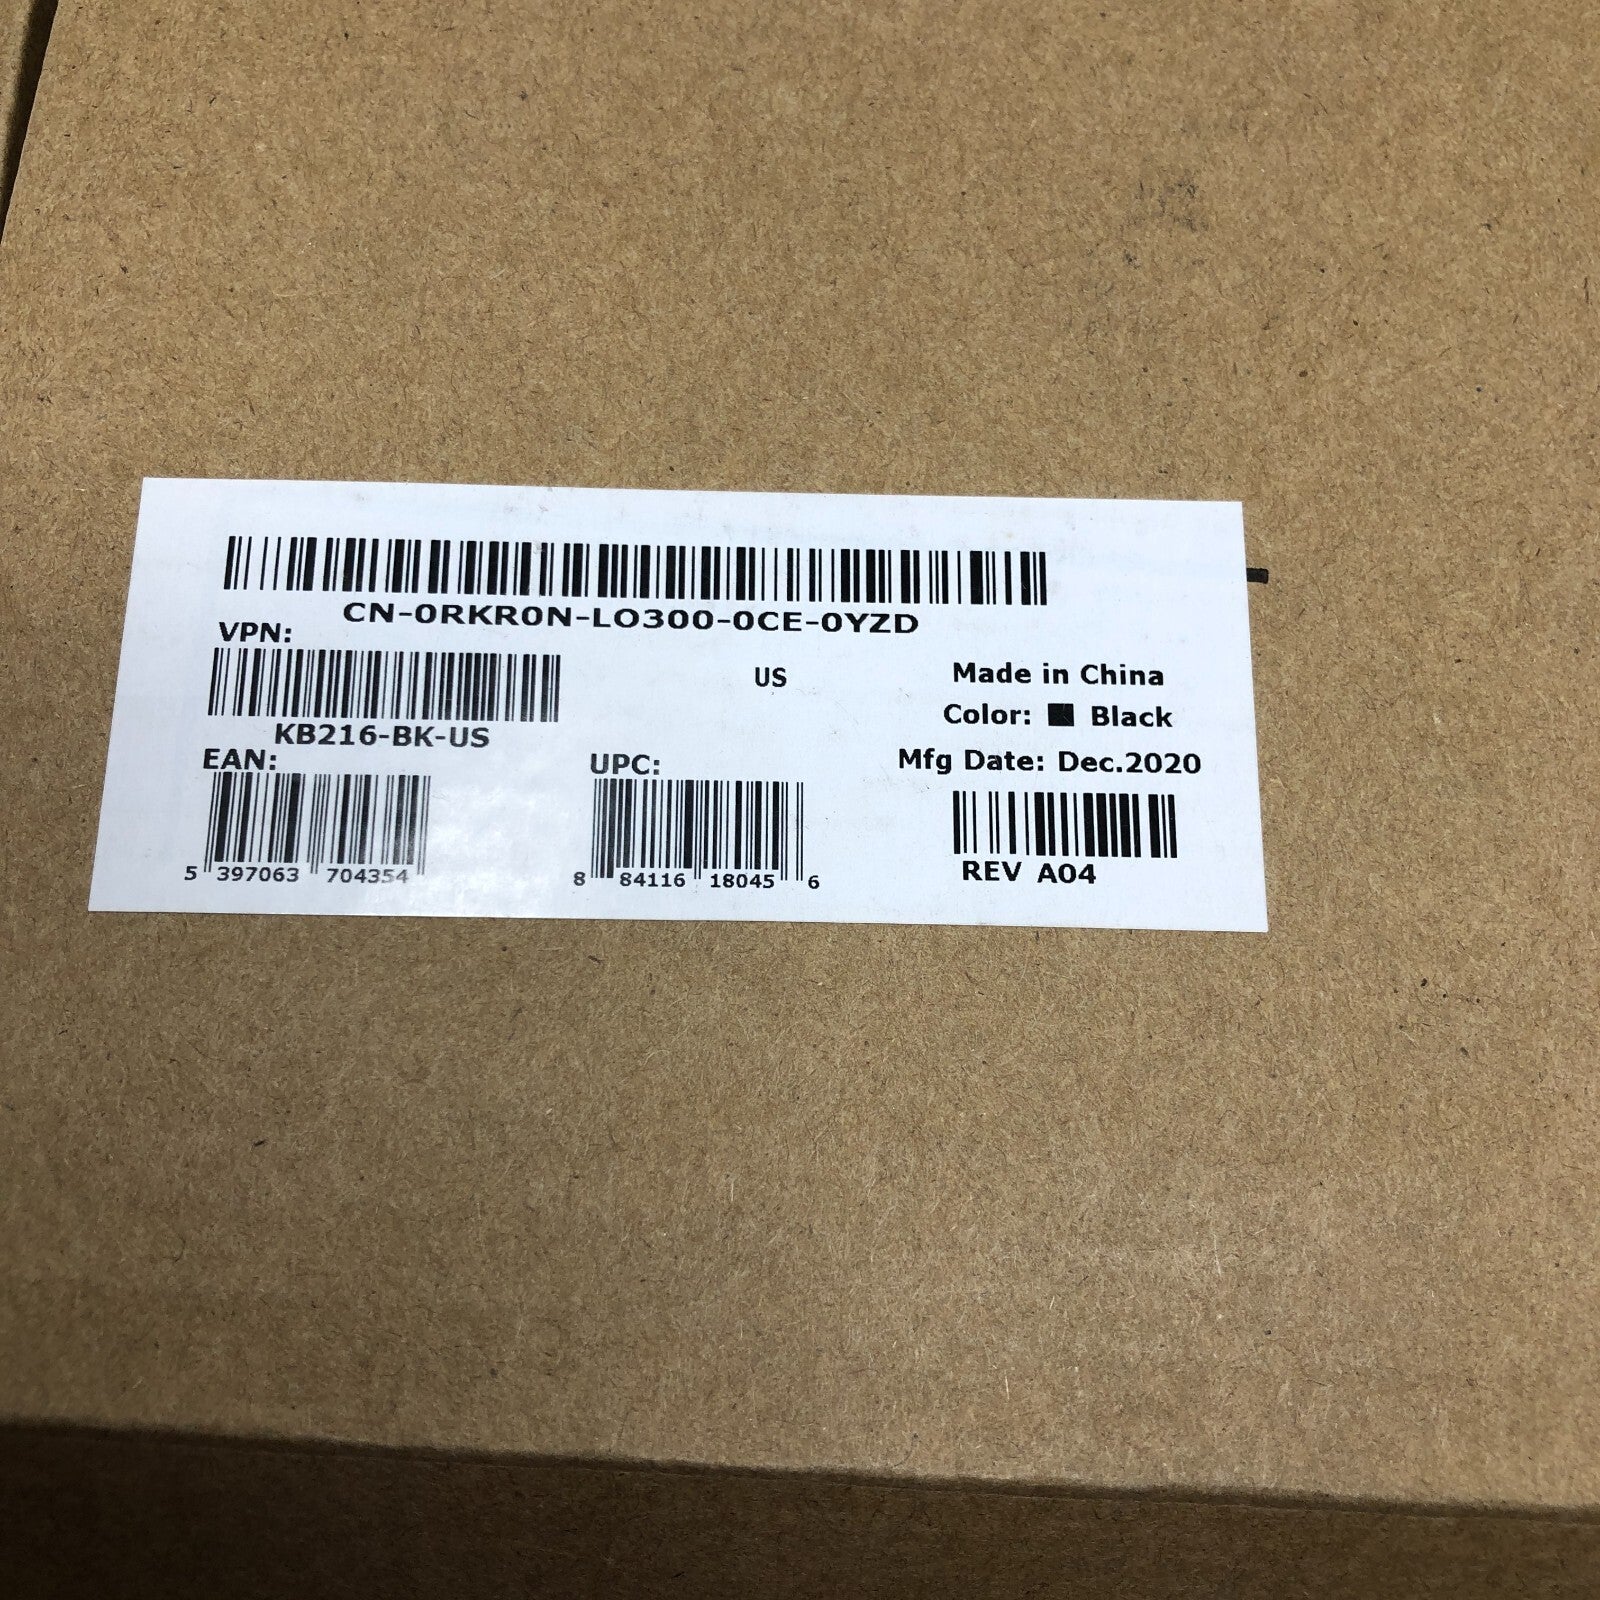 CN-0RKR0N-LO300-0CE-0YZD
VPN:
KB216-BK-US
US
Made in China
Color: Black
Mfg Date: Dec.2020
EAN:
5 397063 704354
UPC:
8 84116 18045 6
REV A04